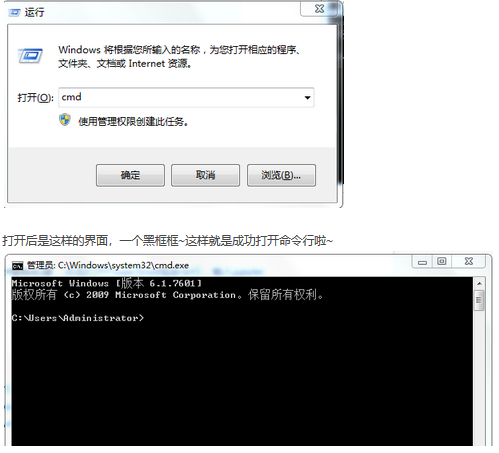 运行
Windows 将根据您所输入的名称，为您打开相应的程序、
文件夹、文档或 Internet 资源。
打开(O): cmd
使用管理权限创建此任务。
确定 取消 浏览(B)...
打开后是这样的界面，一个黑框框~这样就是成功打开命令行啦~
管理员: C:\Windows\system32\cmd.exe
Microsoft Windows [版本 6.1.7601]
版权所有 (c) 2009 Microsoft Corporation。保留所有权利。
C:\Users\Administrator>